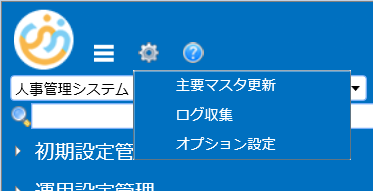 人事管理システム
主要マスタ更新
ログ収集
オプション設定
初期設定管
運用設定管理